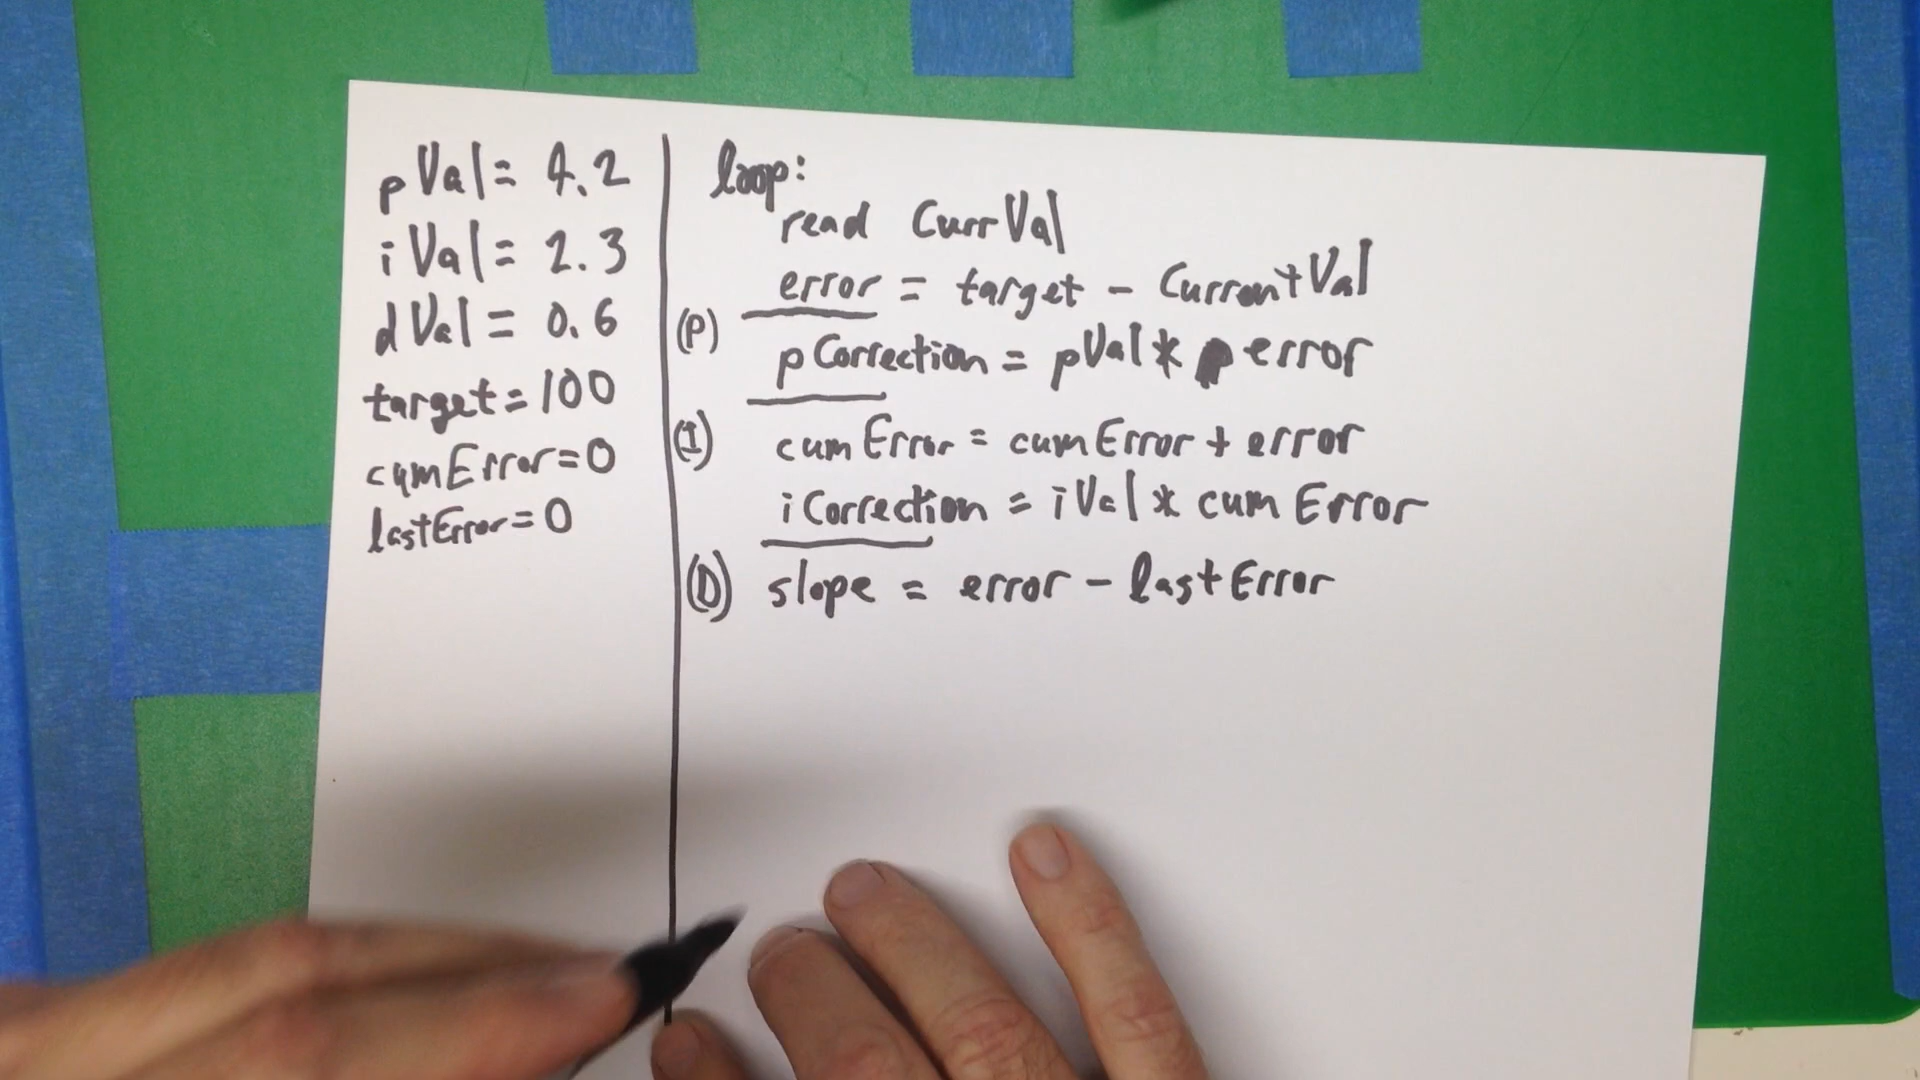 pVal = 4.2
iVal = 2.3
dVal = 0.6
target = 100
cumError = 0
lastError = 0
loop:
read CurrVal
error = target - CurrentVal
(P)
pCorrection = pVal * error
(I) cumError = cumError + error
iCorrection = iVal * cumError
(D) slope = error - lastError